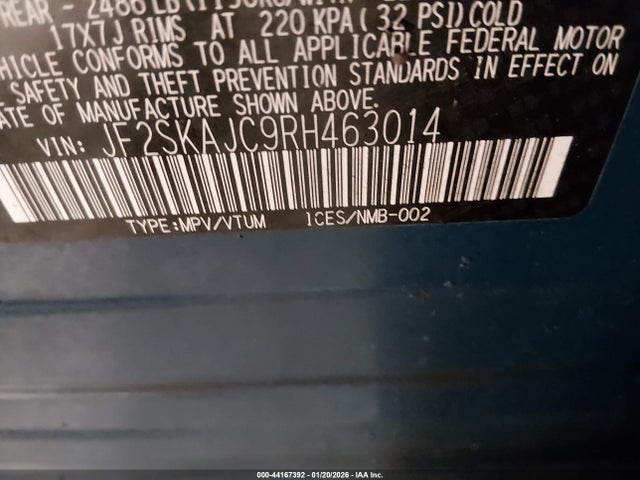 REAR - 2486 LB
17X7J RIMS AT 220 KPA( 32 PSI)COLD
HICLE CONFORMS TO ALL APPLICABLE FEDERAL MOTOR
SAFETY AND THEFT PREVENTION STANDARDS IN EFFECT ON
ATE OF MANUFACTURE SHOWN ABOVE.
VIN: JF2SKAJC9RH463014
TYPE:MPV/VTUM ICES/NMB-002
000-44167392 - 01/20/2026 - IAA Inc.